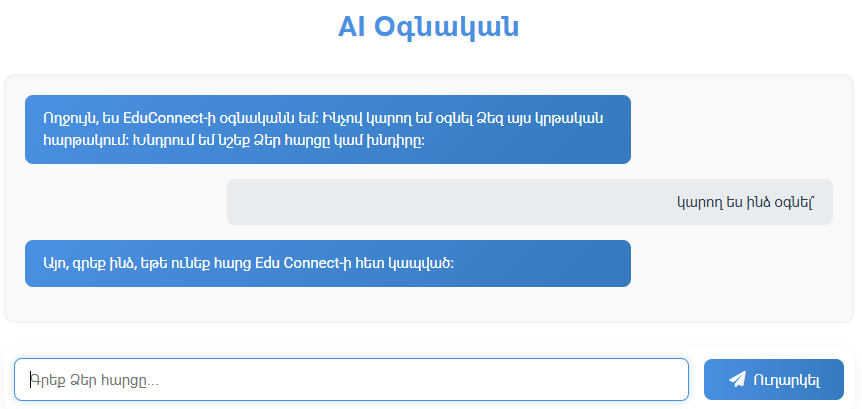 AI Օգնական
Ողջույն, ես EduConnect-ի օգնականն եմ: Ինչով կարող եմ օգնել Ձեզ այս կրթական
հարթակում: Խնդրում եմ նշեք Ձեր հարցը կամ խնդիրը:
կարող ես ինձ օգնել՞
Այո, գրեք ինձ, եթե ունեք հարց Edu Connect-ի հետ կապված:
Գրեք Ձեր հարցը...
Ուղարկել